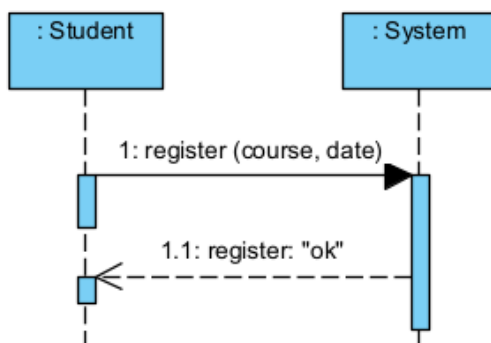 : Student
: System
1: register (course, date)
1.1: register: "ok"